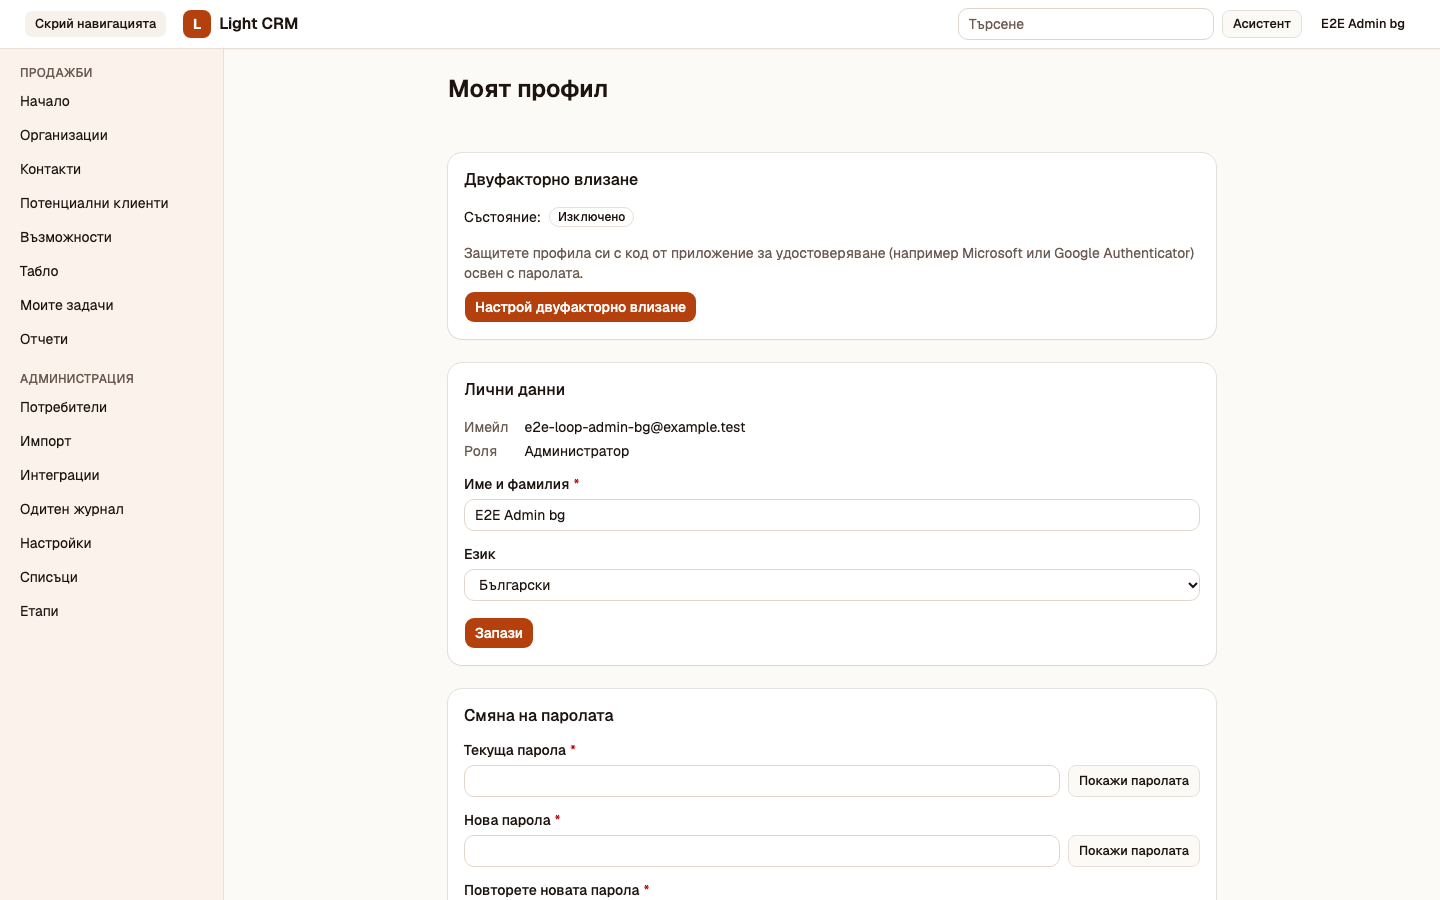 Скрий навигацията
L
Light CRM
Търсене
Асистент
E2E Admin bg
ПРОДАЖБИ
Начало
Организации
Контакти
Потенциални клиенти
Възможности
Табло
Моите задачи
Отчети
АДМИНИСТРАЦИЯ
Потребители
Импорт
Интеграции
Одитен журнал
Настройки
Списъци
Етапи
Моят профил
Двуфакторно влизане
Състояние: Изключено
Защитете профила си с код от приложение за удостоверяване (например Microsoft или Google Authenticator)
освен с паролата.
Настрой двуфакторно влизане
Лични данни
Имейл e2e-loop-admin-bg@example.test
Роля Администратор
Име и фамилия *
E2E Admin bg
Език
Български
Запази
Смяна на паролата
Текуща парола *
Покажи паролата
Нова парола *
Покажи паролата
Повторете новата парола *